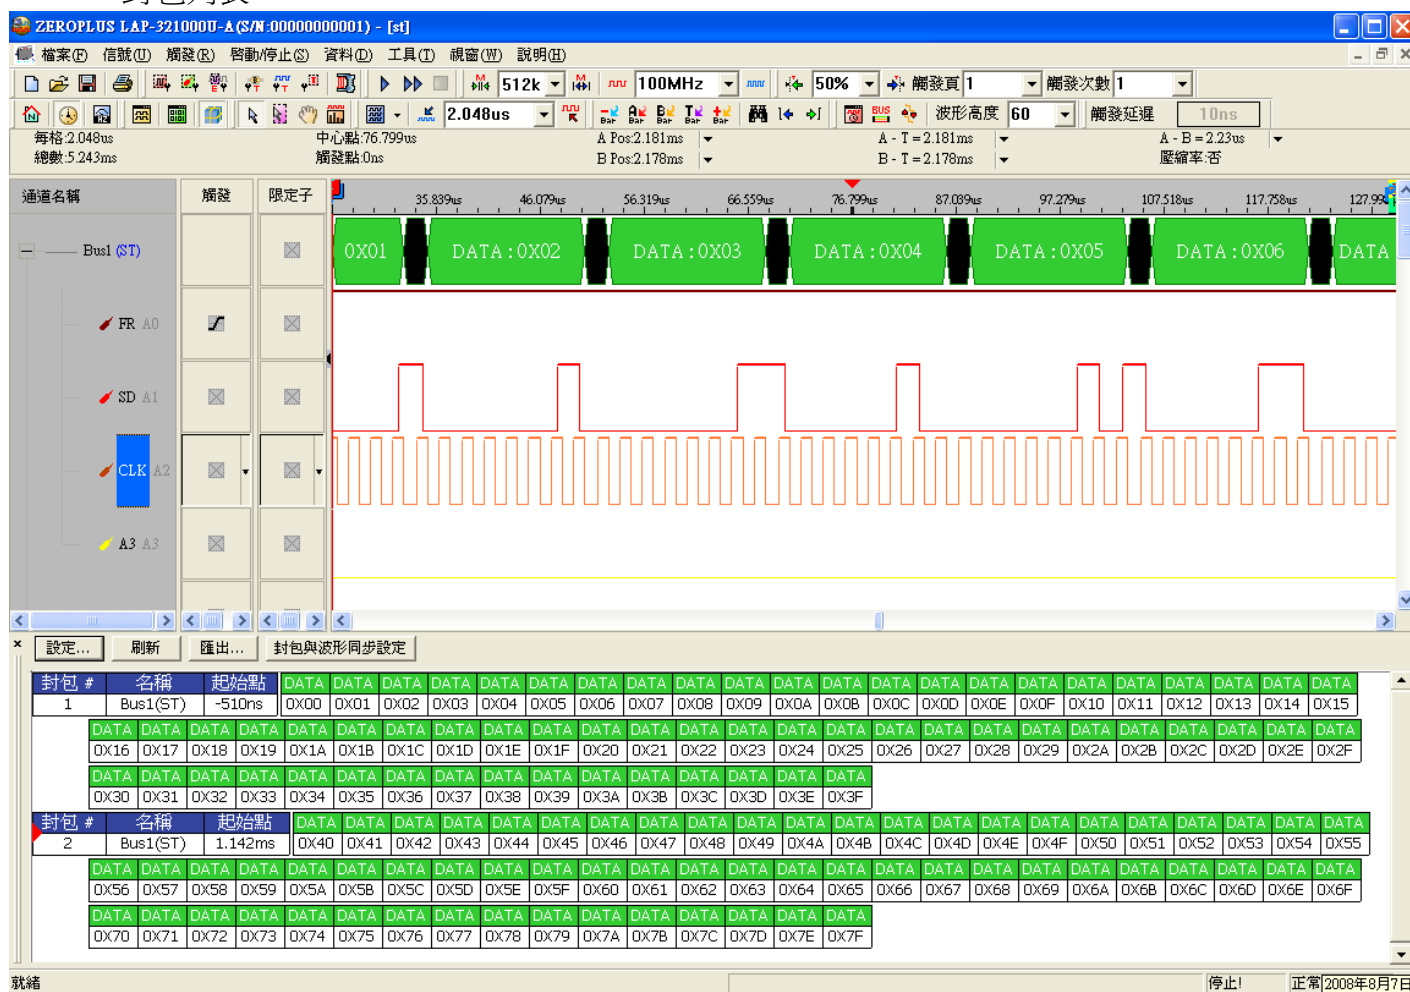 ZEROPLUS LAP-321000U-A(S/N:00000000001) - [st]
檔案(F) 信號(U) 觸發(R) 啓動/停止(S) 資料(D) 工具(T) 視窗(W) 說明(H)
512k 100MHz 50% 觸發頁 1 觸發次數 1
2.048us Bar Bar Bar Bar Bar BUS 波形高度 60 觸發延遲 10ns
每格:2.048us 中心點:76.799us A Pos:2.181ms A - T = 2.181ms A - B = 2.23us
總數:5.243ms 觸發點:0ns B Pos:2.178ms B - T = 2.178ms 壓縮率:否
通道名稱 觸發 限定子 35.839us 46.079us 56.319us 66.559us 76.799us 87.039us 97.279us 107.518us 117.758us 127.99
Bus1 (ST) 0X01 DATA:0X02 DATA:0X03 DATA:0X04 DATA:0X05 DATA:0X06 DATA
FR A0
SD A1
CLK A2
A3 A3
設定... 刷新 匯出... 封包與波形同步設定
封包 # 名稱 起始點 DATA DATA DATA DATA DATA DATA DATA DATA DATA DATA DATA DATA DATA DATA DATA DATA DATA DATA DATA DATA DATA DATA
1 Bus1(ST) -510ns 0X00 0X01 0X02 0X03 0X04 0X05 0X06 0X07 0X08 0X09 0X0A 0X0B 0X0C 0X0D 0X0E 0X0F 0X10 0X11 0X12 0X13 0X14 0X15
DATA DATA DATA DATA DATA DATA DATA DATA DATA DATA DATA DATA DATA DATA DATA DATA DATA DATA DATA DATA DATA DATA DATA DATA DATA DATA
0X16 0X17 0X18 0X19 0X1A 0X1B 0X1C 0X1D 0X1E 0X1F 0X20 0X21 0X22 0X23 0X24 0X25 0X26 0X27 0X28 0X29 0X2A 0X2B 0X2C 0X2D 0X2E 0X2F
DATA DATA DATA DATA DATA DATA DATA DATA DATA DATA DATA DATA DATA DATA DATA DATA
0X30 0X31 0X32 0X33 0X34 0X35 0X36 0X37 0X38 0X39 0X3A 0X3B 0X3C 0X3D 0X3E 0X3F
封包 # 名稱 起始點 DATA DATA DATA DATA DATA DATA DATA DATA DATA DATA DATA DATA DATA DATA DATA DATA DATA DATA DATA DATA DATA DATA
2 Bus1(ST) 1.142ms 0X40 0X41 0X42 0X43 0X44 0X45 0X46 0X47 0X48 0X49 0X4A 0X4B 0X4C 0X4D 0X4E 0X4F 0X50 0X51 0X52 0X53 0X54 0X55
DATA DATA DATA DATA DATA DATA DATA DATA DATA DATA DATA DATA DATA DATA DATA DATA DATA DATA DATA DATA DATA DATA DATA DATA DATA DATA
0X56 0X57 0X58 0X59 0X5A 0X5B 0X5C 0X5D 0X5E 0X5F 0X60 0X61 0X62 0X63 0X64 0X65 0X66 0X67 0X68 0X69 0X6A 0X6B 0X6C 0X6D 0X6E 0X6F
DATA DATA DATA DATA DATA DATA DATA DATA DATA DATA DATA DATA DATA DATA DATA DATA
0X70 0X71 0X72 0X73 0X74 0X75 0X76 0X77 0X78 0X79 0X7A 0X7B 0X7C 0X7D 0X7E 0X7F
就緒 停止! 正常 2008年8月7日